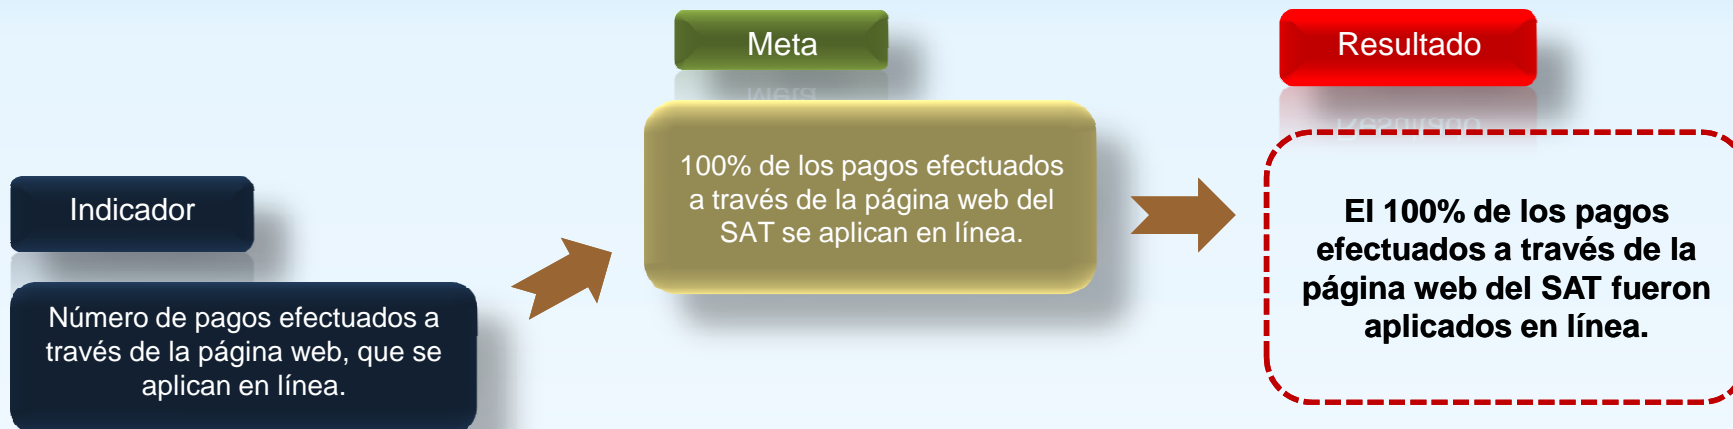 Indicador
Número de pagos efectuados a
través de la página web, que se
aplican en línea.
Meta
100% de los pagos efectuados
a través de la página web del
SAT se aplican en línea.
Resultado
El 100% de los pagos
efectuados a través de la
página web del SAT fueron
aplicados en línea.